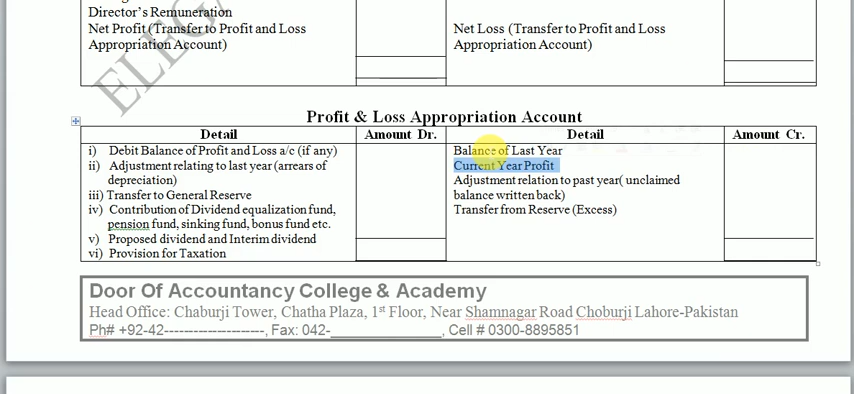 Director's Remuneration
Net Profit (Transfer to Profit and Loss
Appropriation Account)
Net Loss (Transfer to Profit and Loss
Appropriation Account)
ELEG
Profit & Loss Appropriation Account
Detail Amount Dr. Detail Amount Cr.
i) Debit Balance of Profit and Loss a/c (if any)
ii) Adjustment relating to last year (arrears of
depreciation)
iii) Transfer to General Reserve
iv) Contribution of Dividend equalization fund,
pension fund, sinking fund, bonus fund etc.
v) Proposed dividend and Interim dividend
vi) Provision for Taxation
Balance of Last Year
Current Year Profit
Adjustment relation to past year( unclaimed
balance written back)
Transfer from Reserve (Excess)
Door Of Accountancy College & Academy
Head Office: Chaburji Tower, Chatha Plaza, 1st Floor, Near Shamnagar Road Choburji Lahore-Pakistan
Ph# +92-42---------------------, Fax: 042-________________, Cell # 0300-8895851